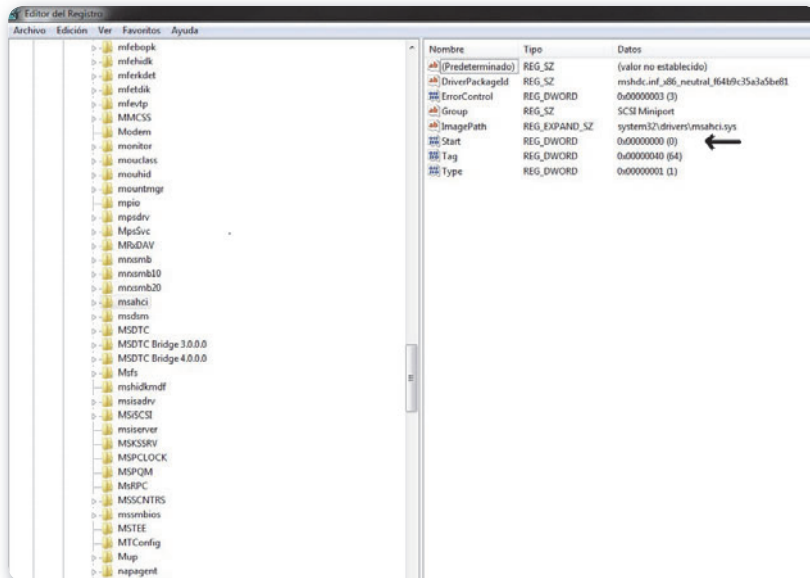 Editor del Registro
Archivo Edición Ver Favoritos Ayuda
mfebopk
mfehidk
mferkdet
mfetdik
mfevtp
MMCSS
Modem
monitor
mouclass
mouhid
mountmgr
mpio
mpsdrv
MpsSvc
MRxDAV
mrxsmb
mrxsmb10
mrxsmb20
msahci
msdsm
MSDTC
MSDTC Bridge 3.0.0.0
MSDTC Bridge 4.0.0.0
Msfs
mshidkmdf
msisadrv
MSiSCSI
msiserver
MSKSSRV
MSPCLOCK
MSPQM
MsRPC
MSSCNTRS
mssmbios
MSTEE
MTConfig
Mup
napagent
Nombre Tipo Datos
(Predeterminado) REG_SZ (valor no establecido)
DriverPackageId REG_SZ mshdc.inf_x86_neutral_f64b9c35a3a5be81
ErrorControl REG_DWORD 0x00000003 (3)
Group REG_SZ SCSI Miniport
ImagePath REG_EXPAND_SZ system32\drivers\msahci.sys
Start REG_DWORD 0x00000000 (0)
Tag REG_DWORD 0x00000040 (64)
Type REG_DWORD 0x00000001 (1)